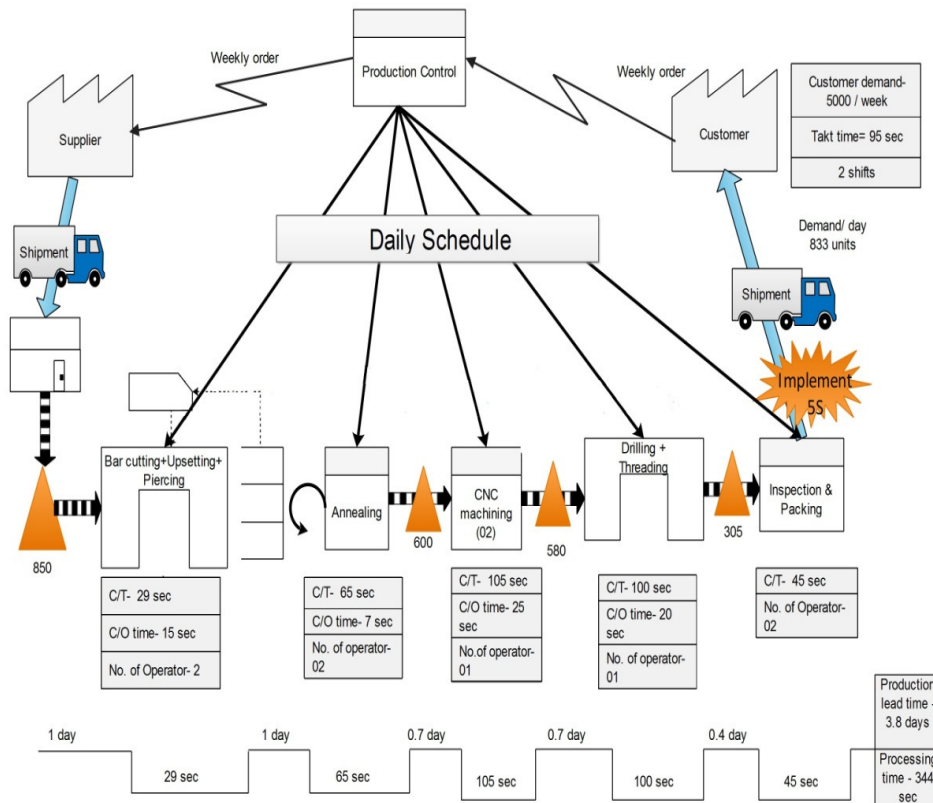 Production Control
Weekly order
Weekly order
Supplier
Customer
Customer demand-
5000 / week
Takt time= 95 sec
2 shifts
Shipment
Daily Schedule
Demand/ day
833 units
Shipment
Implement
5S
Bar cutting+Upsetting+
Piercing
Annealing
CNC
machining
(02)
Drilling +
Threading
Inspection &
Packing
850
600
580
305
C/T- 29 sec
C/O time- 15 sec
No. of Operator- 2
C/T- 65 sec
C/O time- 7 sec
No. of operator-
02
C/T- 105 sec
C/O time- 25
sec
No.of operator-
01
C/T- 100 sec
C/O time- 20
sec
No. of operator-
01
C/T- 45 sec
No. of Operator-
02
1 day
29 sec
1 day
65 sec
0.7 day
105 sec
0.7 day
100 sec
0.4 day
45 sec
Production
lead time -
3.8 days
Processing
time - 344
sec